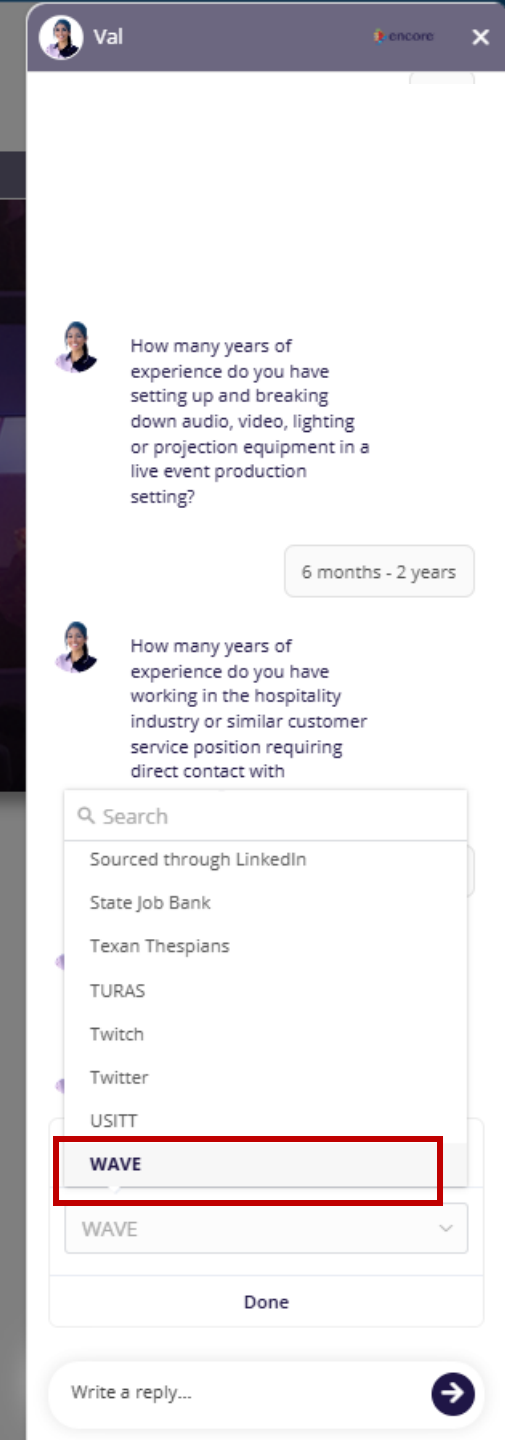 Val
encore
How many years of
experience do you have
setting up and breaking
down audio, video, lighting
or projection equipment in a
live event production
setting?
6 months - 2 years
How many years of
experience do you have
working in the hospitality
industry or similar customer
service position requiring
direct contact with
Search
Sourced through LinkedIn
State Job Bank
Texan Thespians
TURAS
Twitch
Twitter
USITT
WAVE
WAVE
Done
Write a reply...